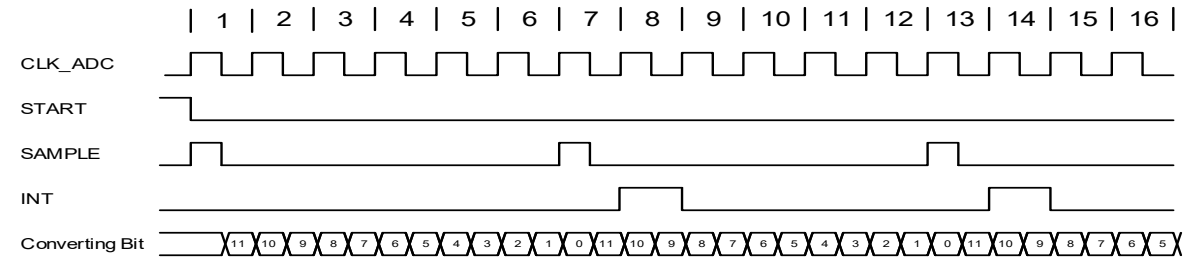 | 1 | 2 | 3 | 4 | 5 | 6 | 7 | 8 | 9 | 10 | 11 | 12 | 13 | 14 | 15 | 16 |
CLK_ADC
START
SAMPLE
INT
Converting Bit 11 10 9 8 7 6 5 4 3 2 1 0 11 10 9 8 7 6 5 4 3 2 1 0 11 10 9 8 7 6 5